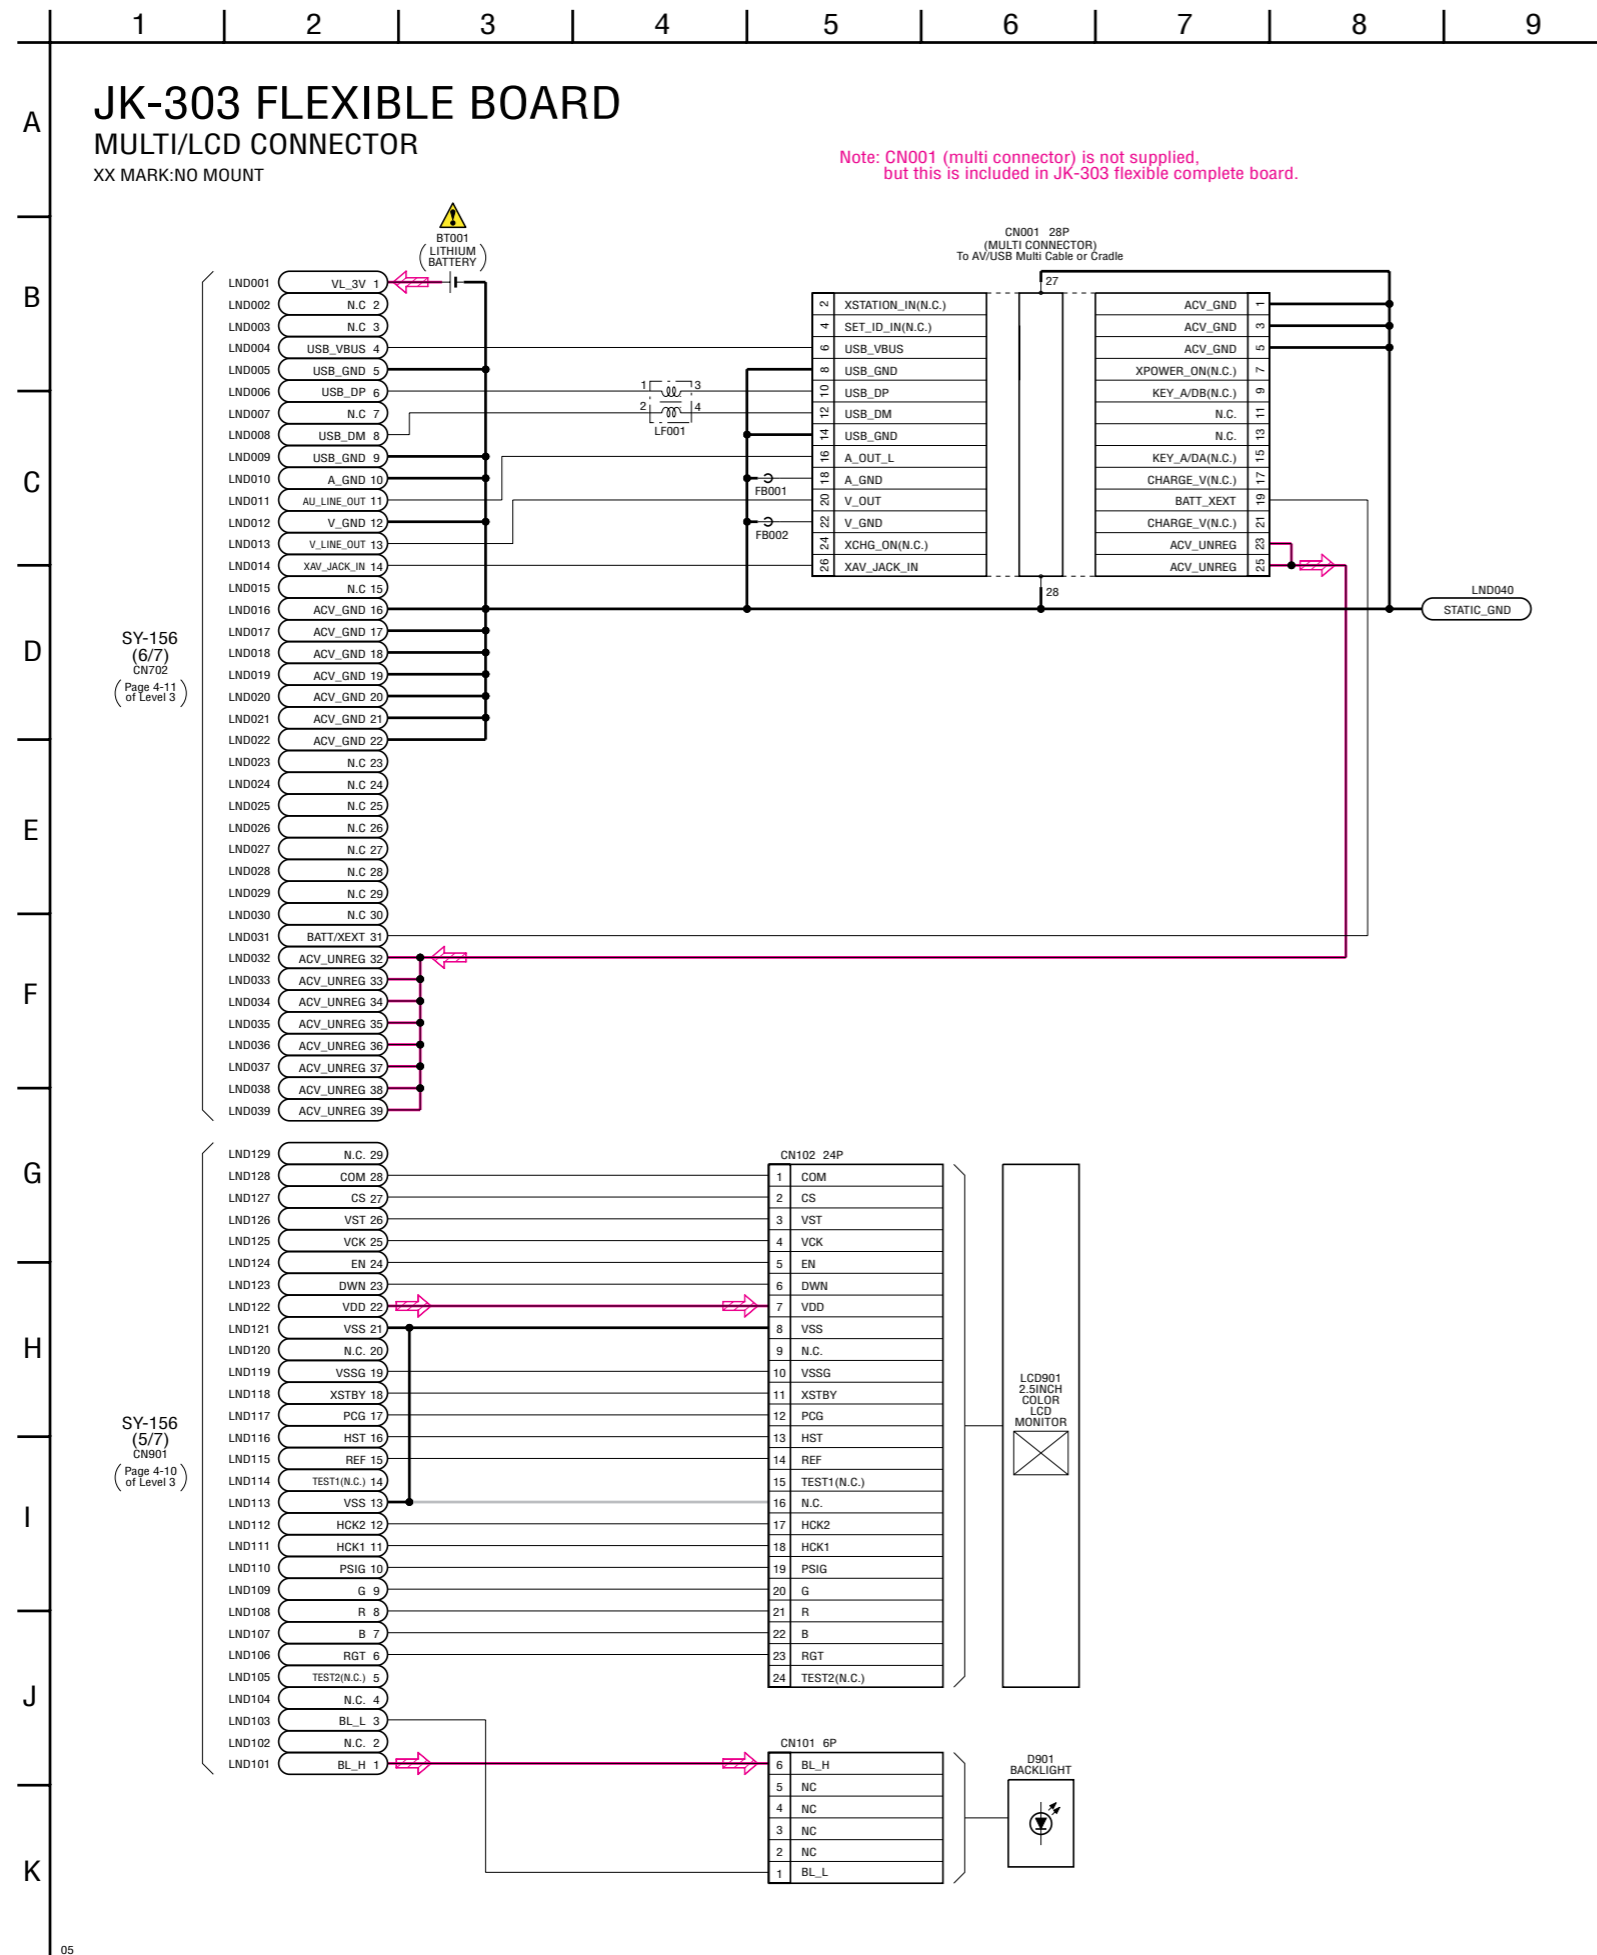 1 2 3 4 5 6 7 8 9
A
B
C
D
E
F
G
H
I
J
K
JK-303 FLEXIBLE BOARD
MULTI/LCD CONNECTOR
XX MARK:NO MOUNT
Note: CN001 (multi connector) is not supplied,
but this is included in JK-303 flexible complete board.
BT001
(LITHIUM
BATTERY)
SY-156
(6/7)
CN702
(Page 4-11
of Level 3)
LND001 VL_3V 1
LND002 N.C 2
LND003 N.C 3
LND004 USB_VBUS 4
LND005 USB_GND 5
LND006 USB_DP 6
LND007 N.C 7
LND008 USB_DM 8
LND009 USB_GND 9
LND010 A_GND 10
LND011 AU_LINE_OUT 11
LND012 V_GND 12
LND013 V_LINE_OUT 13
LND014 XAV_JACK_IN 14
LND015 N.C 15
LND016 ACV_GND 16
LND017 ACV_GND 17
LND018 ACV_GND 18
LND019 ACV_GND 19
LND020 ACV_GND 20
LND021 ACV_GND 21
LND022 ACV_GND 22
LND023 N.C 23
LND024 N.C 24
LND025 N.C 25
LND026 N.C 26
LND027 N.C 27
LND028 N.C 28
LND029 N.C 29
LND030 N.C 30
LND031 BATT/XEXT 31
LND032 ACV_UNREG 32
LND033 ACV_UNREG 33
LND034 ACV_UNREG 34
LND035 ACV_UNREG 35
LND036 ACV_UNREG 36
LND037 ACV_UNREG 37
LND038 ACV_UNREG 38
LND039 ACV_UNREG 39
1 3
2 4
LF001
FB001
FB002
CN001 28P
(MULTI CONNECTOR)
To AV/USB Multi Cable or Cradle
27
2 XSTATION_IN(N.C.)
4 SET_ID_IN(N.C.)
6 USB_VBUS
8 USB_GND
10 USB_DP
12 USB_DM
14 USB_GND
16 A_OUT_L
18 A_GND
20 V_OUT
22 V_GND
24 XCHG_ON(N.C.)
26 XAV_JACK_IN
ACV_GND 1
ACV_GND 3
ACV_GND 5
XPOWER_ON(N.C.) 7
KEY_A/DB(N.C.) 9
N.C. 11
N.C. 13
KEY_A/DA(N.C.) 15
CHARGE_V(N.C.) 17
BATT_XEXT 19
CHARGE_V(N.C.) 21
ACV_UNREG 23
ACV_UNREG 25
28
LND040
STATIC_GND
SY-156
(5/7)
CN901
(Page 4-10
of Level 3)
LND129 N.C. 29
LND128 COM 28
LND127 CS 27
LND126 VST 26
LND125 VCK 25
LND124 EN 24
LND123 DWN 23
LND122 VDD 22
LND121 VSS 21
LND120 N.C. 20
LND119 VSSG 19
LND118 XSTBY 18
LND117 PCG 17
LND116 HST 16
LND115 REF 15
LND114 TEST1(N.C.) 14
LND113 VSS 13
LND112 HCK2 12
LND111 HCK1 11
LND110 PSIG 10
LND109 G 9
LND108 R 8
LND107 B 7
LND106 RGT 6
LND105 TEST2(N.C.) 5
LND104 N.C. 4
LND103 BL_L 3
LND102 N.C. 2
LND101 BL_H 1
CN102 24P
1 COM
2 CS
3 VST
4 VCK
5 EN
6 DWN
7 VDD
8 VSS
9 N.C.
10 VSSG
11 XSTBY
12 PCG
13 HST
14 REF
15 TEST1(N.C.)
16 N.C.
17 HCK2
18 HCK1
19 PSIG
20 G
21 R
22 B
23 RGT
24 TEST2(N.C.)
LCD901
2.5INCH
COLOR
LCD
MONITOR
CN101 6P
6 BL_H
5 NC
4 NC
3 NC
2 NC
1 BL_L
D901
BACKLIGHT
05